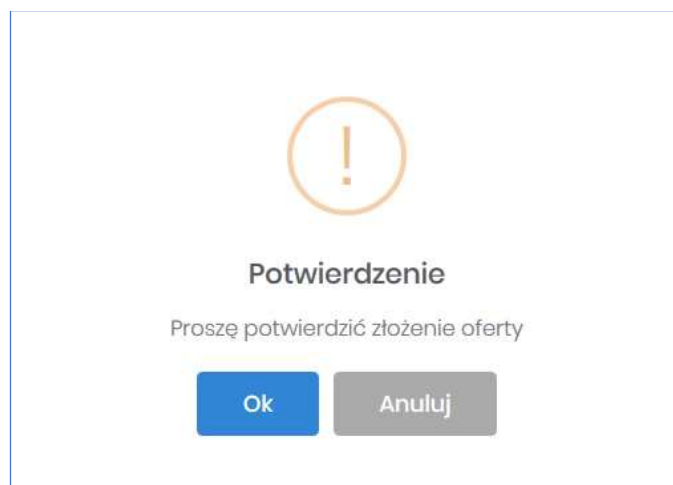 !
Potwierdzenie
Proszę potwierdzić złożenie oferty
Ok
Anuluj